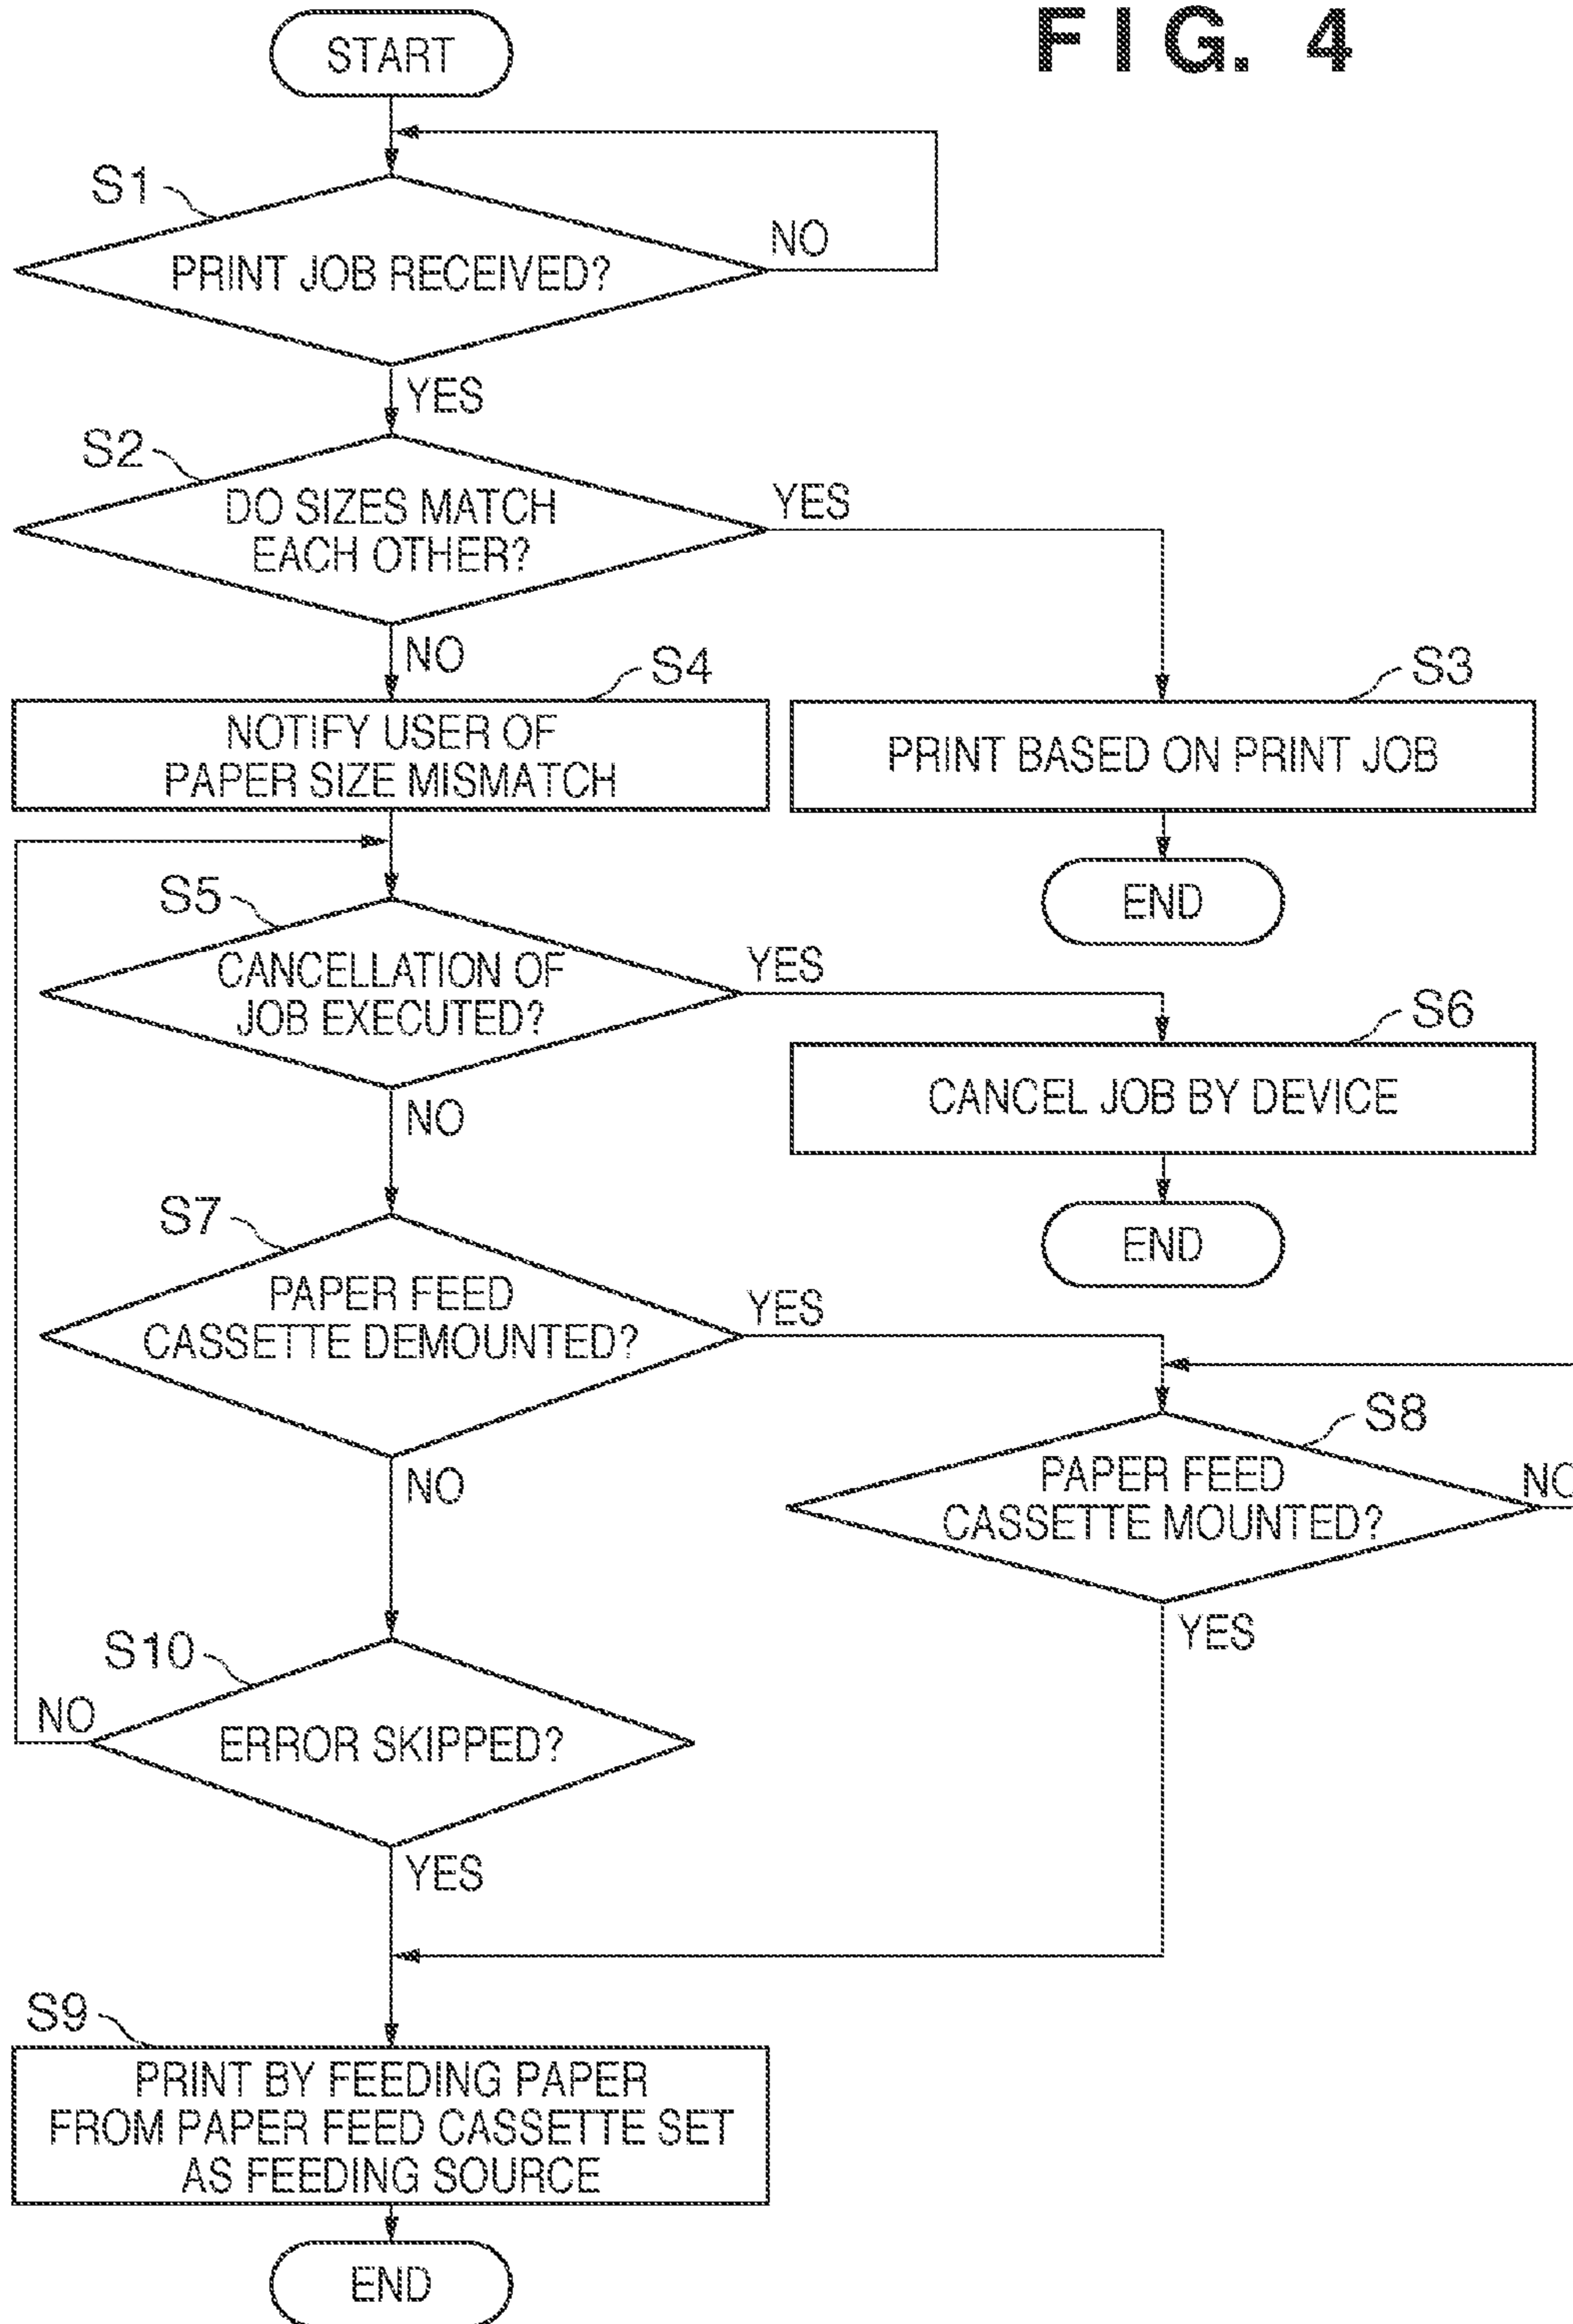 FIG. 4
START
S1
PRINT JOB RECEIVED?
NO
YES
S2
DO SIZES MATCH
EACH OTHER?
YES
NO
S4
NOTIFY USER OF
PAPER SIZE MISMATCH
S3
PRINT BASED ON PRINT JOB
END
S5
CANCELLATION OF
JOB EXECUTED?
YES
NO
S6
CANCEL JOB BY DEVICE
END
S7
PAPER FEED
CASSETTE DEMOUNTED?
YES
NO
S8
PAPER FEED
CASSETTE MOUNTED?
NO
YES
S10
ERROR SKIPPED?
NO
YES
S9
PRINT BY FEEDING PAPER
FROM PAPER FEED CASSETTE SET
AS FEEDING SOURCE
END